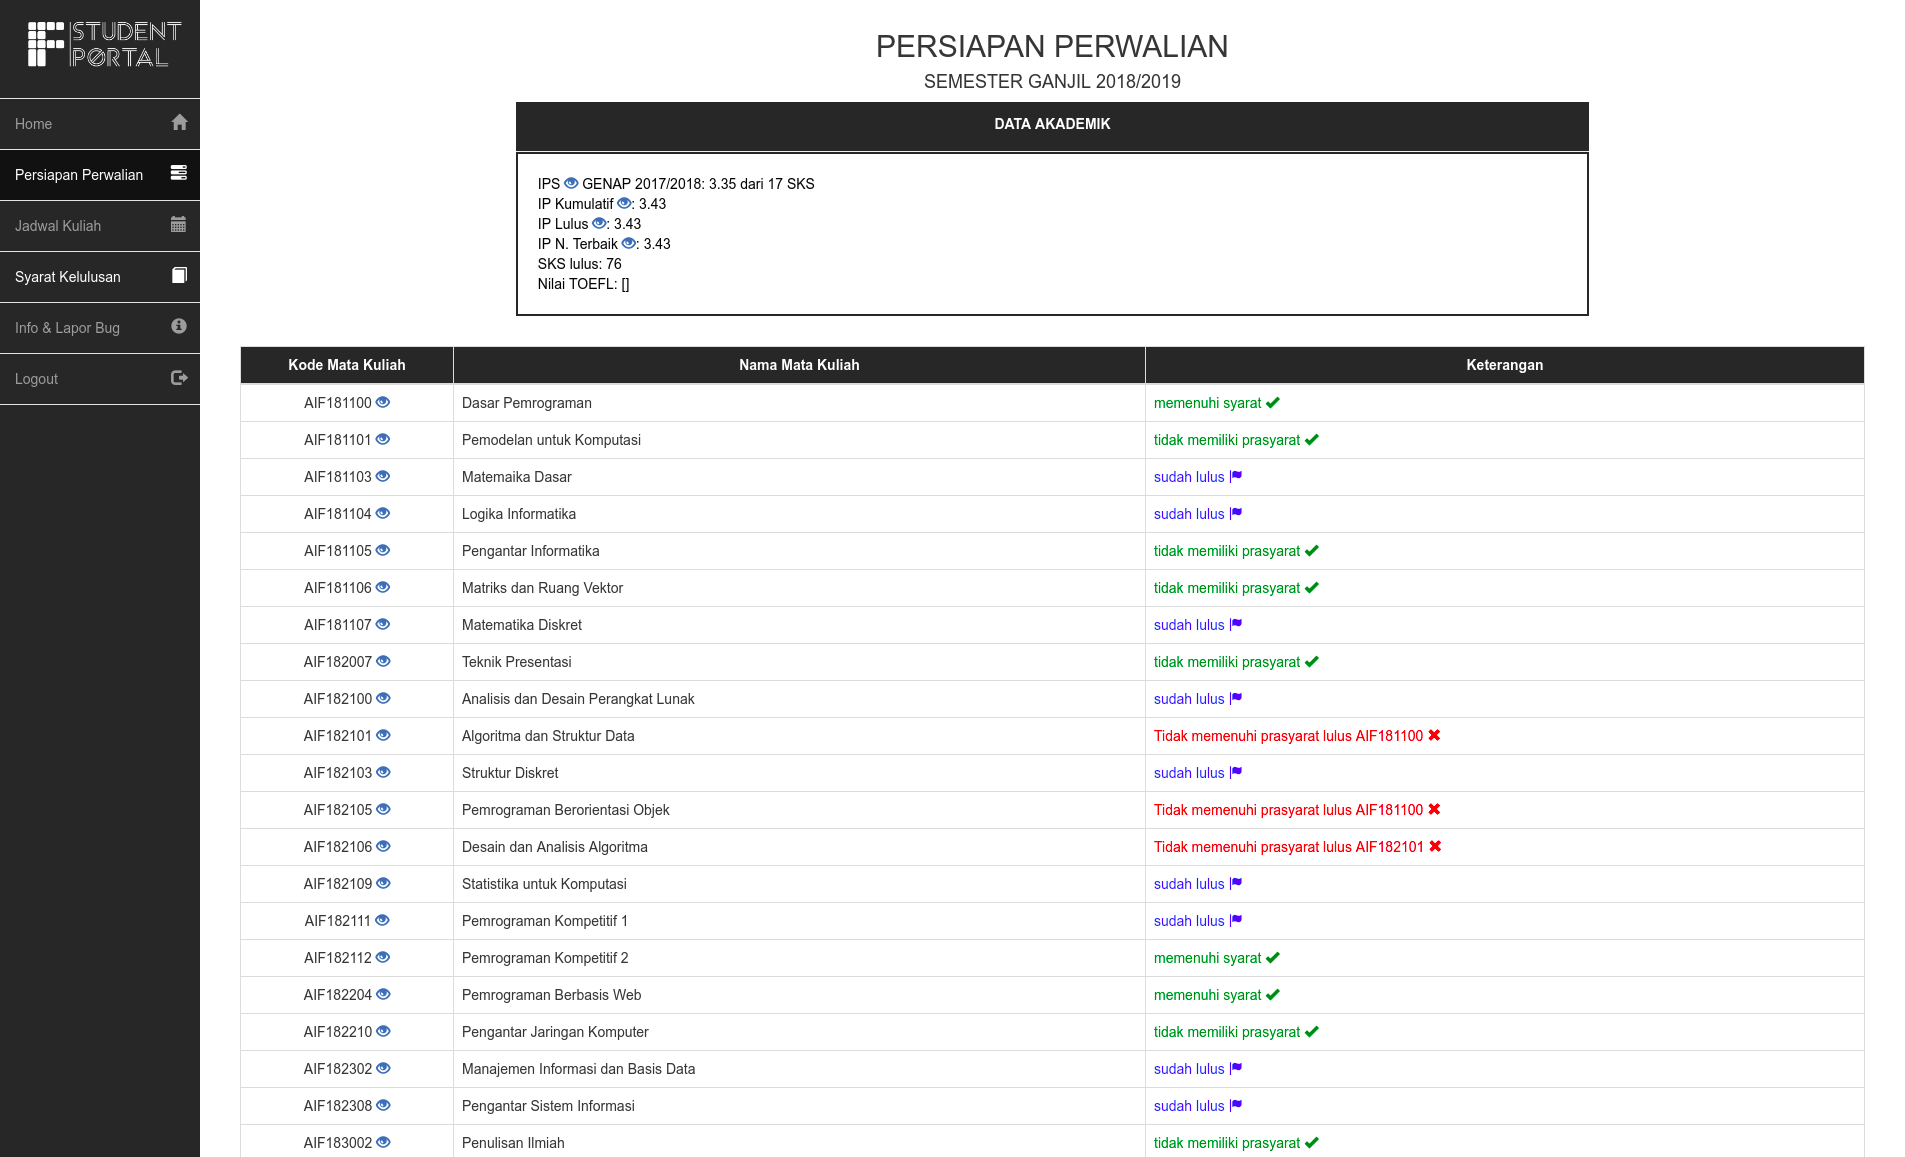 STUDENT
PØRTAL
Home
Persiapan Perwalian
Jadwal Kuliah
Syarat Kelulusan
Info & Lapor Bug
Logout
PERSIAPAN PERWALIAN
SEMESTER GANJIL 2018/2019
DATA AKADEMIK
IPS GENAP 2017/2018: 3.35 dari 17 SKS
IP Kumulatif : 3.43
IP Lulus : 3.43
IP N. Terbaik : 3.43
SKS lulus: 76
Nilai TOEFL: []
Kode Mata Kuliah Nama Mata Kuliah Keterangan
AIF181100 Dasar Pemrograman memenuhi syarat
AIF181101 Pemodelan untuk Komputasi tidak memiliki prasyarat
AIF181103 Matemaika Dasar sudah lulus
AIF181104 Logika Informatika sudah lulus
AIF181105 Pengantar Informatika tidak memiliki prasyarat
AIF181106 Matriks dan Ruang Vektor tidak memiliki prasyarat
AIF181107 Matematika Diskret sudah lulus
AIF182007 Teknik Presentasi tidak memiliki prasyarat
AIF182100 Analisis dan Desain Perangkat Lunak sudah lulus
AIF182101 Algoritma dan Struktur Data Tidak memenuhi prasyarat lulus AIF181100
AIF182103 Struktur Diskret sudah lulus
AIF182105 Pemrograman Berorientasi Objek Tidak memenuhi prasyarat lulus AIF181100
AIF182106 Desain dan Analisis Algoritma Tidak memenuhi prasyarat lulus AIF182101
AIF182109 Statistika untuk Komputasi sudah lulus
AIF182111 Pemrograman Kompetitif 1 sudah lulus
AIF182112 Pemrograman Kompetitif 2 memenuhi syarat
AIF182204 Pemrograman Berbasis Web memenuhi syarat
AIF182210 Pengantar Jaringan Komputer tidak memiliki prasyarat
AIF182302 Manajemen Informasi dan Basis Data sudah lulus
AIF182308 Pengantar Sistem Informasi sudah lulus
AIF183002 Penulisan Ilmiah tidak memiliki prasyarat